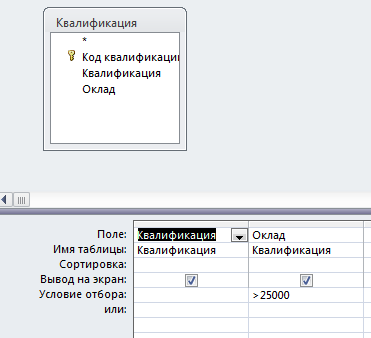 Квалификация
*
Код квалификации
Квалификация
Оклад
Поле: Квалификация Оклад
Имя таблицы: Квалификация Квалификация
Сортировка:
Вывод на экран:
Условие отбора: >25000
или: